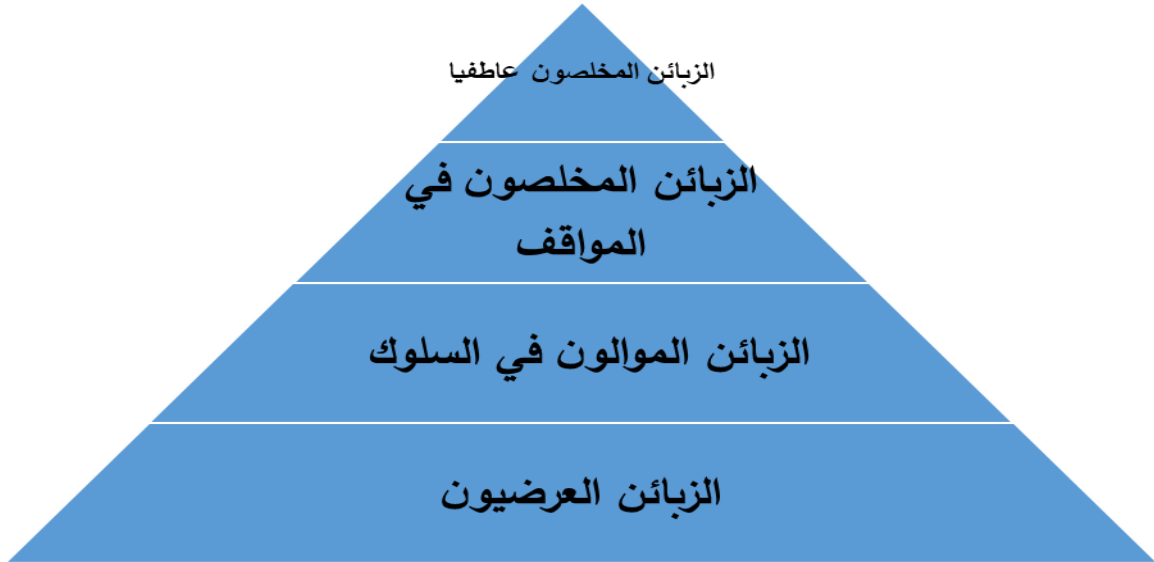 الزبائن المخلصون عاطفيا
الزبائن المخلصون في
المواقف
الزبائن الموالون في السلوك
الزبائن العرضيون